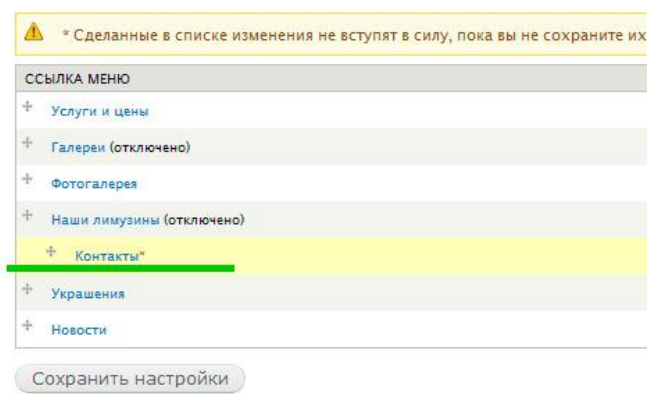 * Сделанные в списке изменения не вступят в силу, пока вы не сохраните их
ССЫЛКА МЕНЮ
Услуги и цены
Галереи (отключено)
Фотогалерея
Наши лимузины (отключено)
Контакты*
Украшения
Новости
Сохранить настройки